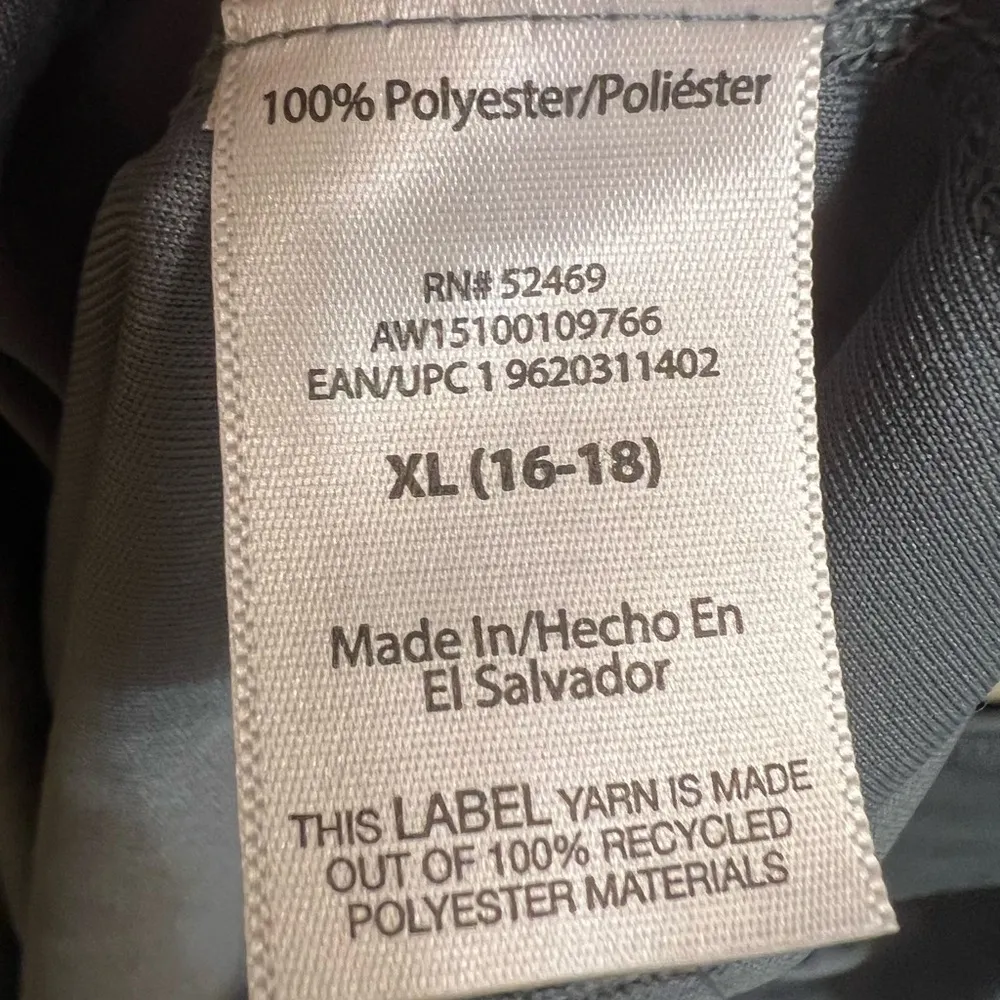 100% Polyester/Poliéster
RN# 52469
AW15100109766
EAN/UPC 1 9620311402
XL (16-18)
Made In/Hecho En
El Salvador
THIS LABEL YARN IS MADE
OUT OF 100% RECYCLED
POLYESTER MATERIALS